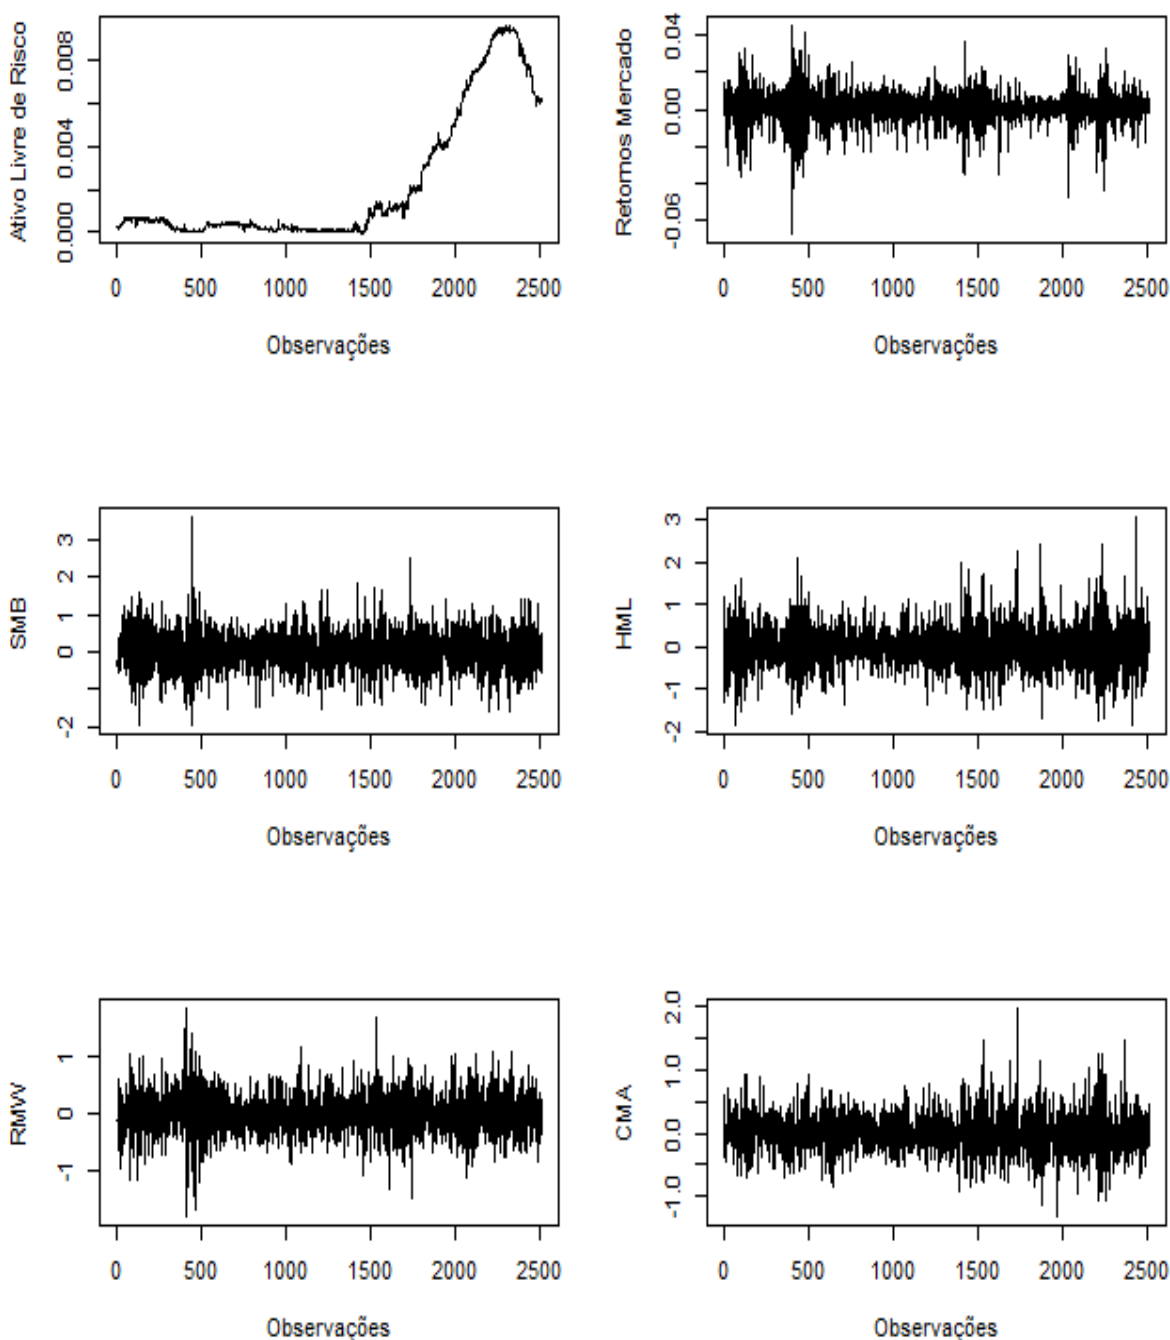 Ativo Livre de Risco
0.000 0.004 0.008
0 500 1000 1500 2000 2500
Observações
Retornos Mercado
-0.06 0.00 0.04
0 500 1000 1500 2000 2500
Observações
SMB
-2 0 1 2 3
0 500 1000 1500 2000 2500
Observações
HML
-2 -1 0 1 2 3
0 500 1000 1500 2000 2500
Observações
RMW
-1 0 1
0 500 1000 1500 2000 2500
Observações
CMA
-1.0 0.0 1.0 2.0
0 500 1000 1500 2000 2500
Observações